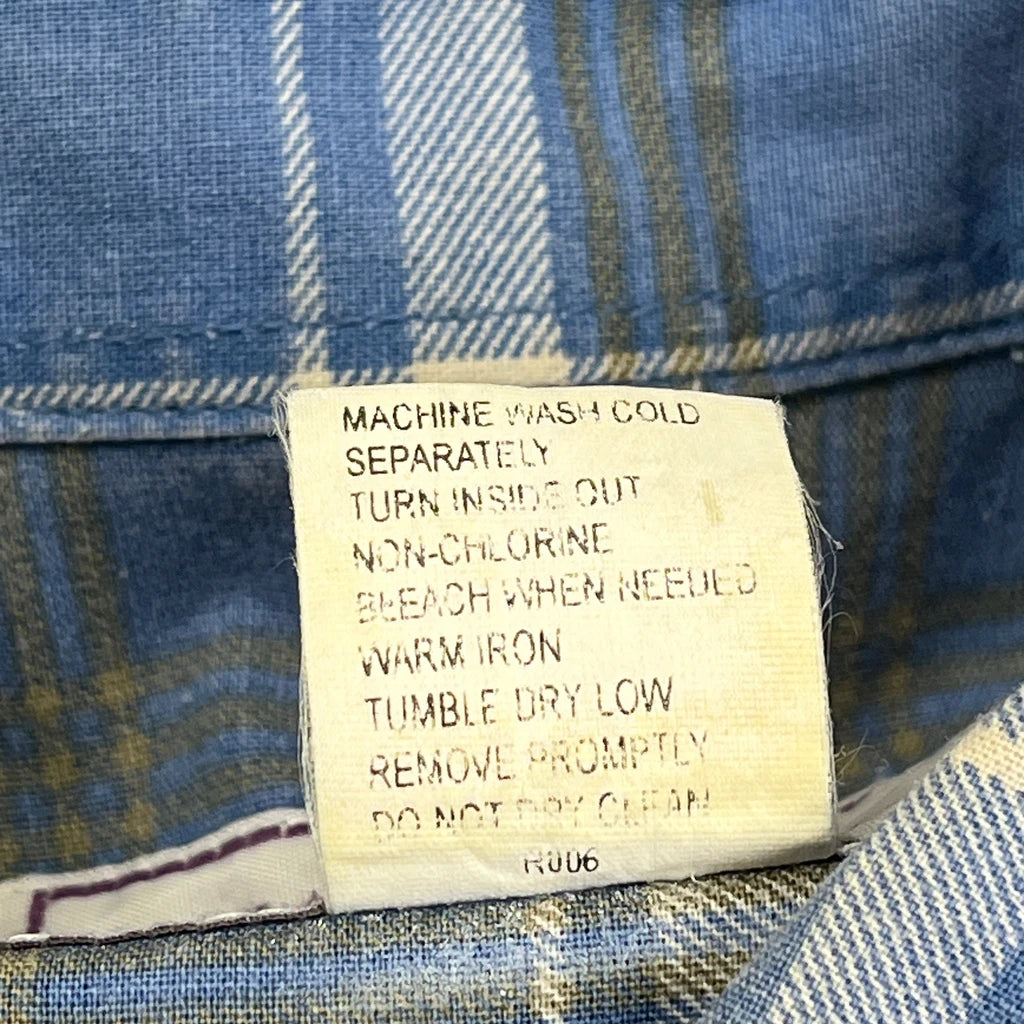 MACHINE WASH COLD
SEPARATELY
TURN INSIDE OUT
NON-CHLORINE
BLEACH WHEN NEEDED
WARM IRON
TUMBLE DRY LOW
REMOVE PROMPTLY
DO NOT DRY CLEAN
R006